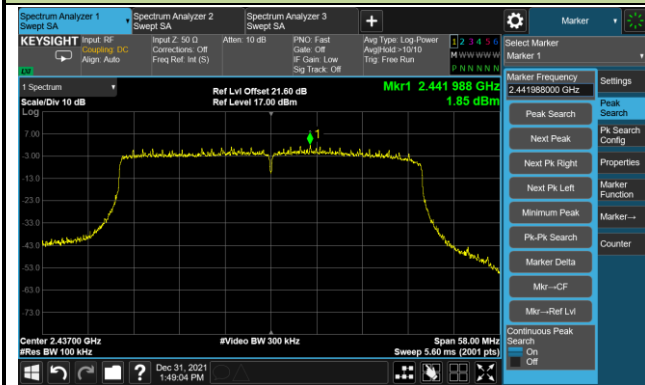 Spectrum Analyzer 1
Swept SA
Spectrum Analyzer 2
Swept SA
Spectrum Analyzer 3
Swept SA
Marker
KEYSIGHT
Input: RF
Coupling: DC
Align: Auto
Input Z: 50 Ω
Corrections: Off
Freq Ref: Int (S)
Atten: 10 dB
PNO: Fast
Gate: Off
IF Gain: Low
Sig Track: Off
Avg Type: Log-Power
Avg|Hold:>10/10
Trig: Free Run
1 2 3 4 5 6
M W W W W W
P N N N N N
Select Marker
Marker 1
1 Spectrum
Scale/Div 10 dB
Log
Ref Lvl Offset 21.60 dB
Ref Level 17.00 dBm
Mkr1 2.441 988 GHz
1.85 dBm
1
7.00
-3.00
-13.0
-23.0
-33.0
-43.0
-53.0
-63.0
-73.0
Center 2.43700 GHz
#Res BW 100 kHz
#Video BW 300 kHz
Span 58.00 MHz
Sweep 5.60 ms (2001 pts)
Marker Frequency
2.441988000 GHz
Peak Search
Next Peak
Next Pk Right
Next Pk Left
Minimum Peak
Pk-Pk Search
Marker Delta
Mkr→CF
Mkr→Ref Lvl
Continuous Peak
Search
On
Off
Settings
Peak
Search
Pk Search
Config
Properties
Marker
Function
Marker→
Counter
?
Dec 31, 2021
1:49:04 PM